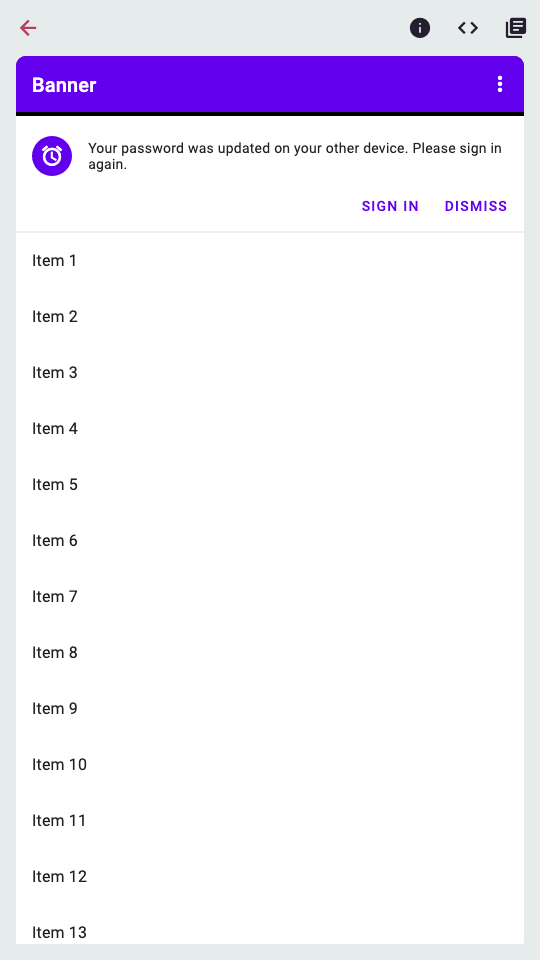 Banner
Your password was updated on your other device. Please sign in
again.
SIGN IN DISMISS
Item 1
Item 2
Item 3
Item 4
Item 5
Item 6
Item 7
Item 8
Item 9
Item 10
Item 11
Item 12
Item 13